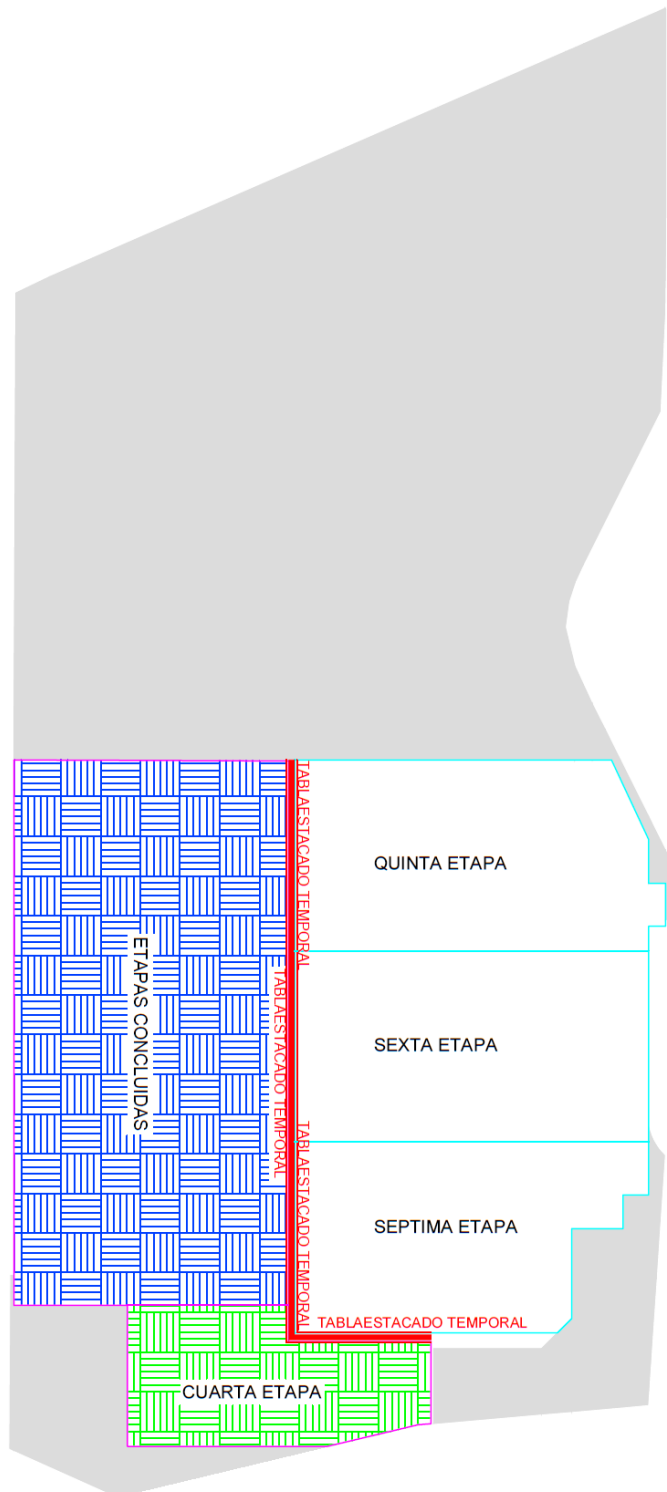 TABLAESTACADO TEMPORAL
QUINTA ETAPA
ETAPAS CONCLUIDAS
TABLAESTACADO TEMPORAL
SEXTA ETAPA
TABLAESTACADO TEMPORAL
SEPTIMA ETAPA
TABLAESTACADO TEMPORAL
CUARTA ETAPA